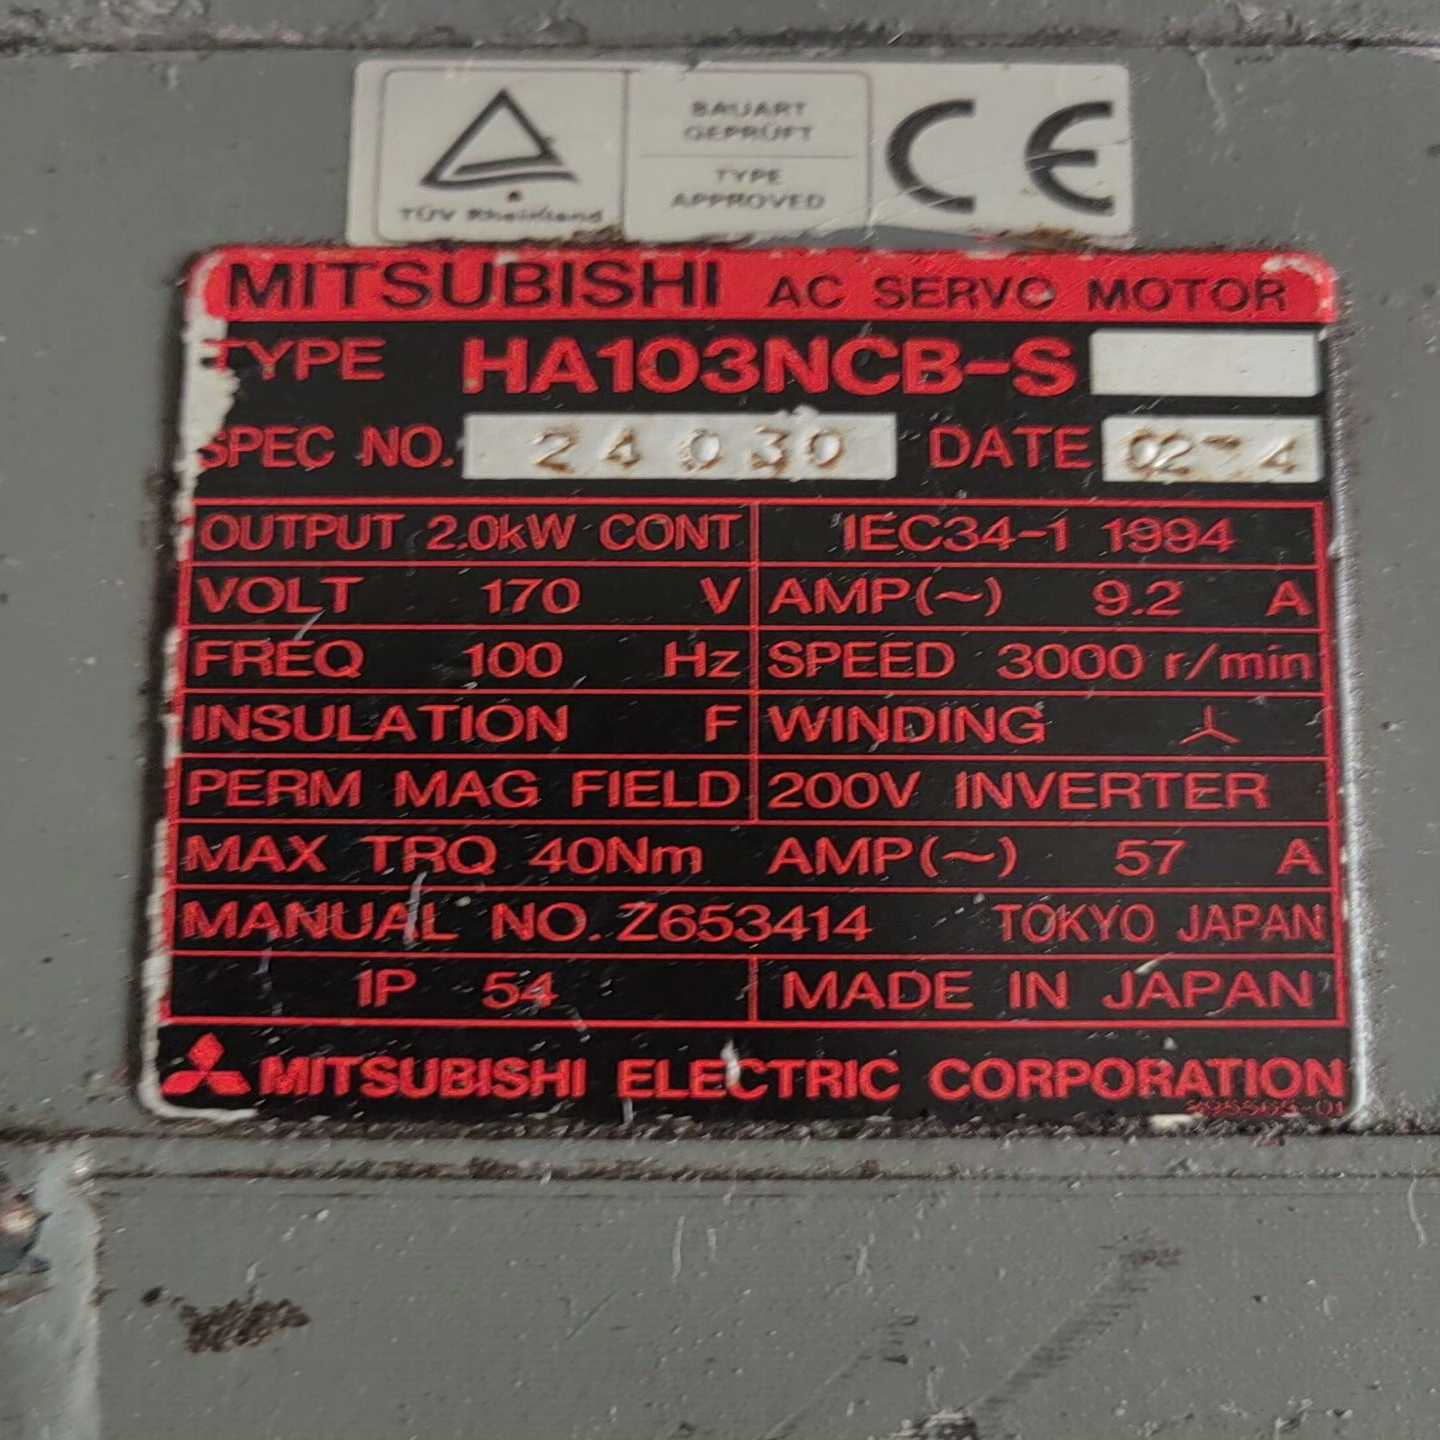 TÜV Rheinland
BAUART
GEPRÜFT
TYPE
APPROVED
CE
MITSUBISHI AC SERVO MOTOR
TYPE HA103NCB-S
SPEC NO. 24030 DATE 02-4
OUTPUT 2.0kW CONT IEC34-1 1994
VOLT 170 V AMP(~) 9.2 A
FREQ 100 Hz SPEED 3000 r/min
INSULATION F WINDING
PERM MAG FIELD 200V INVERTER
MAX TRQ 40Nm AMP(~) 57 A
MANUAL NO. Z653414 TOKYO JAPAN
IP 54 MADE IN JAPAN
MITSUBISHI ELECTRIC CORPORATION